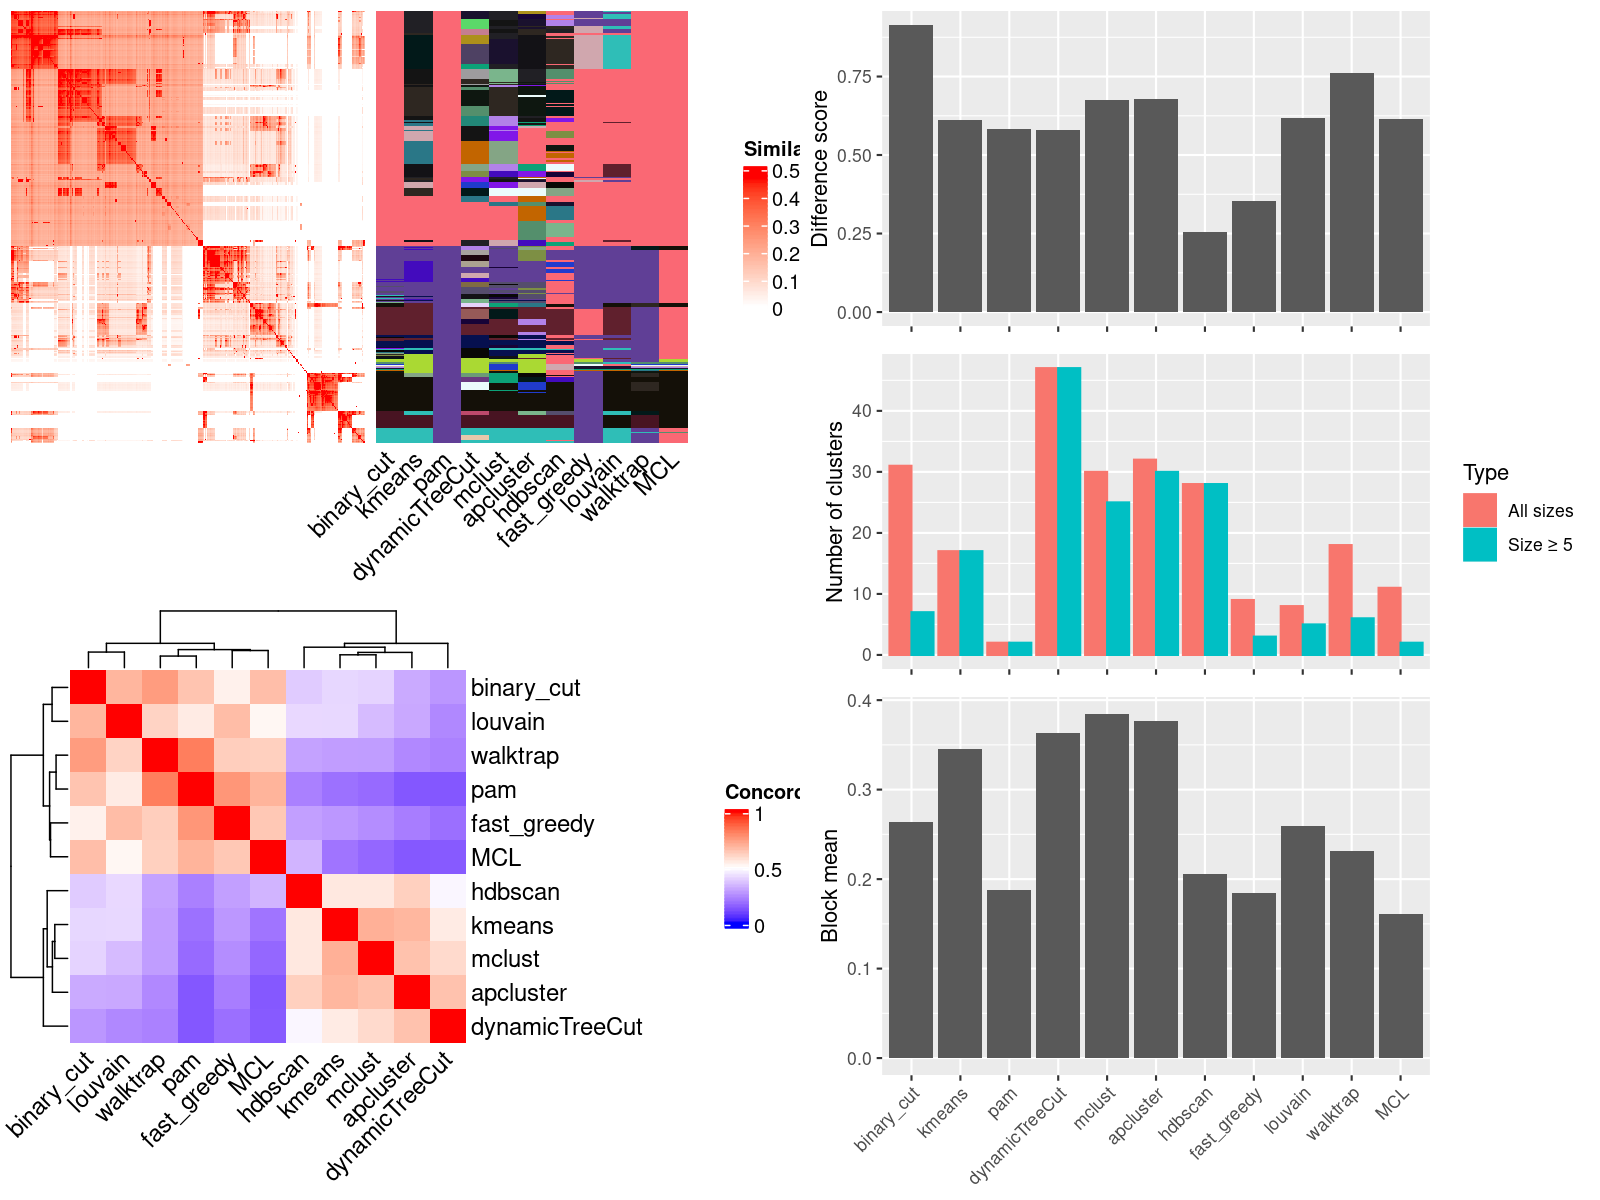 Simila
0.5
0.4
0.3
0.2
0.1
0
binary_cut
kmeans
pam
dynamicTreeCut
mclust
apcluster
hdbscan
fast_greedy
louvain
walktrap
MCL
binary_cut
louvain
walktrap
pam
fast_greedy
MCL
hdbscan
kmeans
mclust
apcluster
dynamicTreeCut
binary_cut
louvain
walktrap
pam
fast_greedy
MCL
hdbscan
kmeans
mclust
apcluster
dynamicTreeCut
Concord
1
0.5
0
Difference score
0.75
0.50
0.25
0.00
Number of clusters
40
30
20
10
0
Type
All sizes
Size ≥ 5
Block mean
0.4
0.3
0.2
0.1
0.0
binary_cut
kmeans
pam
dynamicTreeCut
mclust
apcluster
hdbscan
fast_greedy
louvain
walktrap
MCL